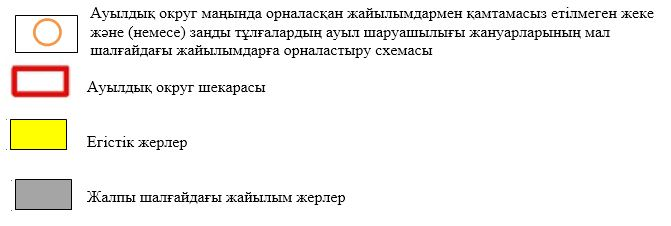 Ауылдық округ маңында орналасқан жайылымдармен қамтамасыз етілмеген жеке
және (немесе) заңды тұлғалардың ауыл шаруашылығы жануарларының мал
шалғайдағы жайылымдарға орналастыру схемасы
Ауылдық округ шекарасы
Егістік жерлер
Жалпы шалғайдағы жайылым жерлер